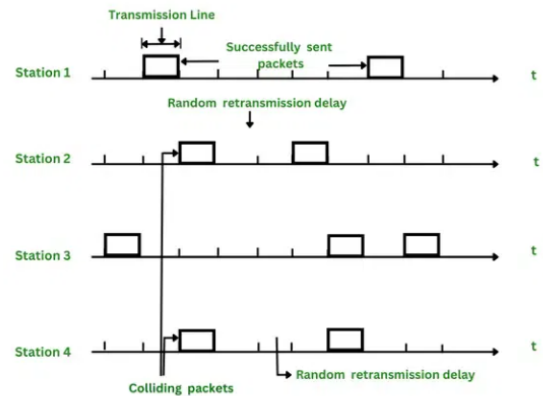 Transmission Line
Successfully sent
packets
Station 1
t
Random retransmission delay
Station 2
t
Station 3
t
Station 4
t
Random retransmission delay
Colliding packets